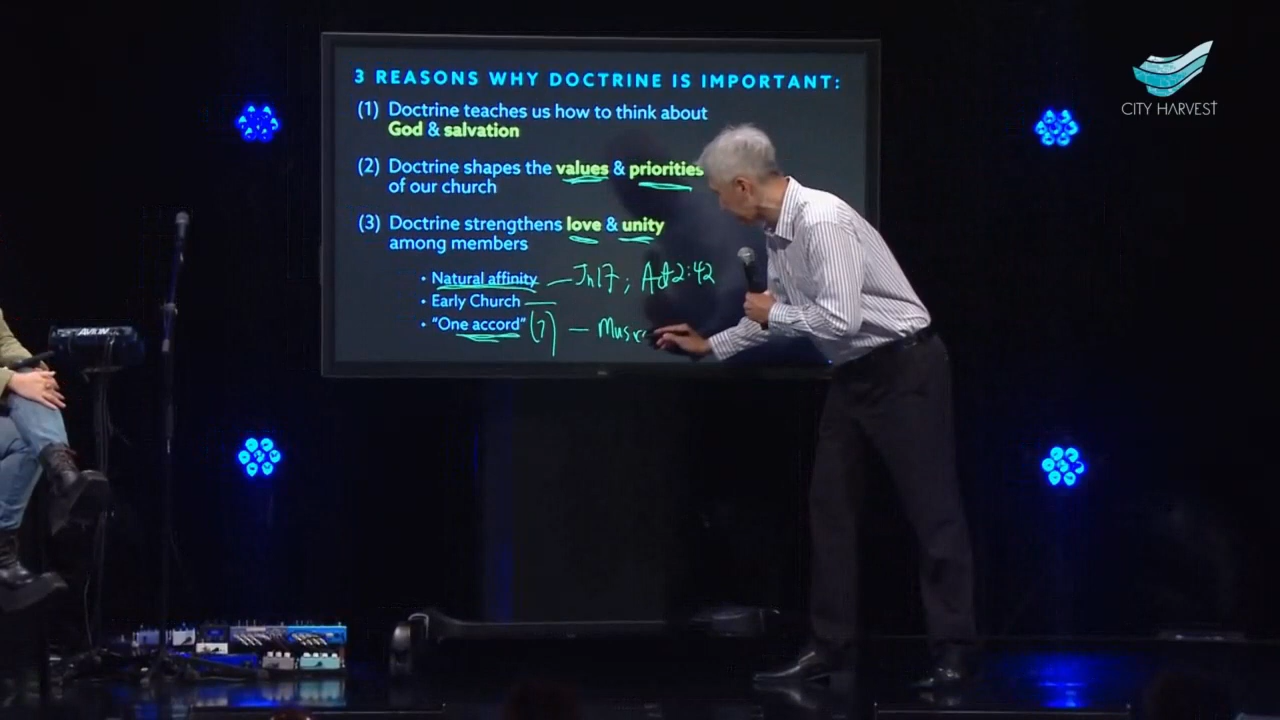 3 REASONS WHY DOCTRINE IS IMPORTANT:
(1) Doctrine teaches us how to think about
God & salvation
(2) Doctrine shapes the values & priorities
of our church
(3) Doctrine strengthens love & unity
among members
• Natural affinity — Jn17; Act2:42
• Early Church —
• "One accord" (7) —
CITY HARVEST